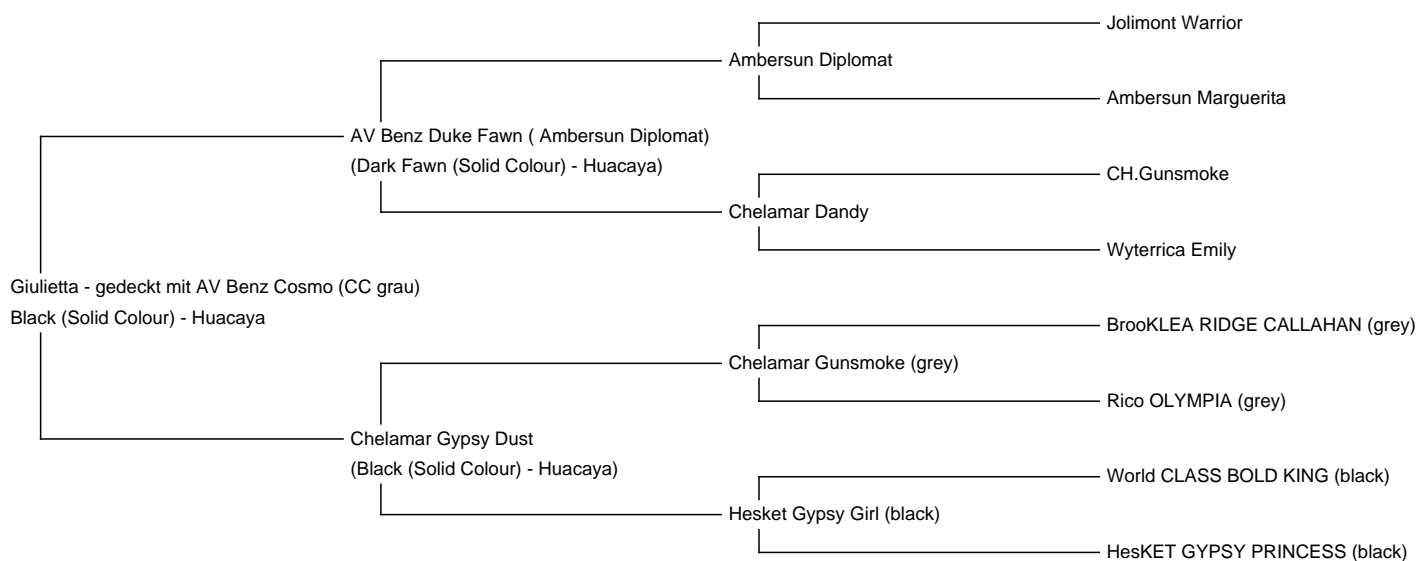 Jolimont Warrior
Ambersun Diplomat
Ambersun Marguerita
AV Benz Duke Fawn ( Ambersun Diplomat)
(Dark Fawn (Solid Colour) - Huacaya)
CH.Gunsmoke
Chelamar Dandy
Wyterrica Emily
Giulietta - gedeckt mit AV Benz Cosmo (CC grau)
Black (Solid Colour) - Huacaya
BrooKLEA RIDGE CALLAHAN (grey)
Chelamar Gunsmoke (grey)
Rico OLYMPIA (grey)
Chelamar Gypsy Dust
(Black (Solid Colour) - Huacaya)
World CLASS BOLD KING (black)
Hesket Gypsy Girl (black)
HesKET GYPSY PRINCESS (black)